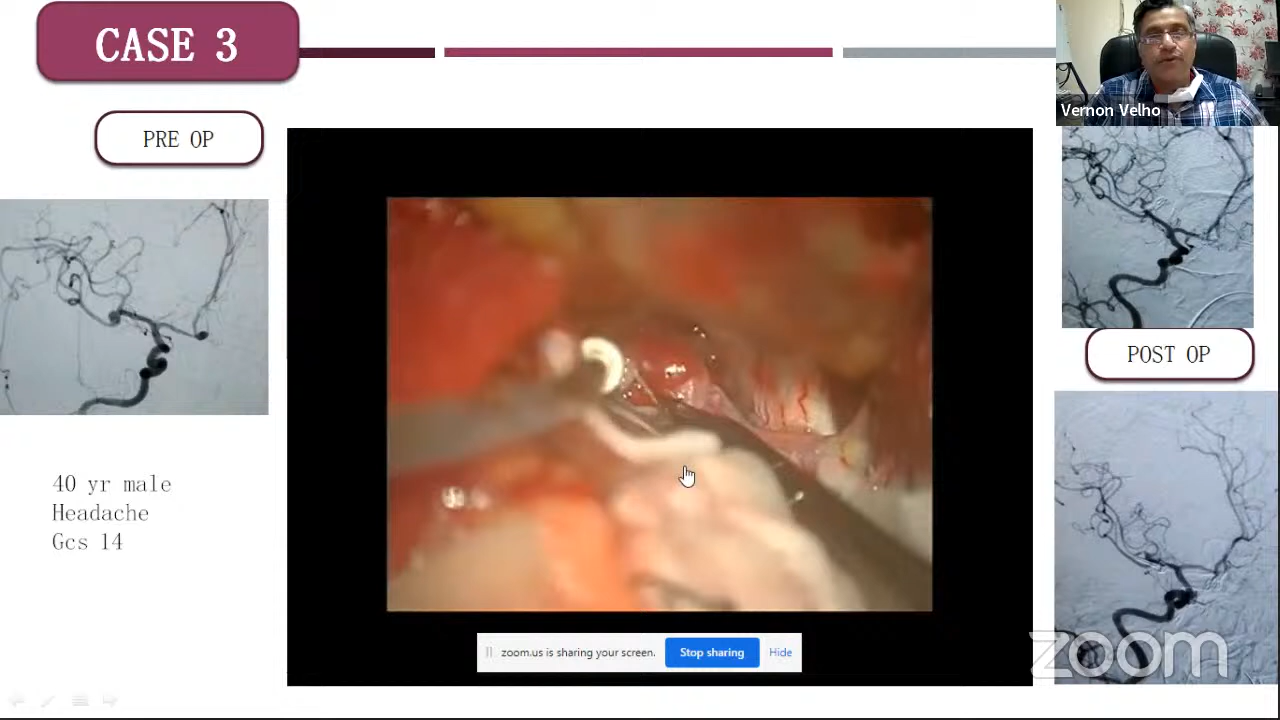 CASE 3
Vernon Velho
PRE OP
POST OP
40 yr male
Headache
Gcs 14
zoom.us is sharing your screen.
Stop sharing
Hide
zoom